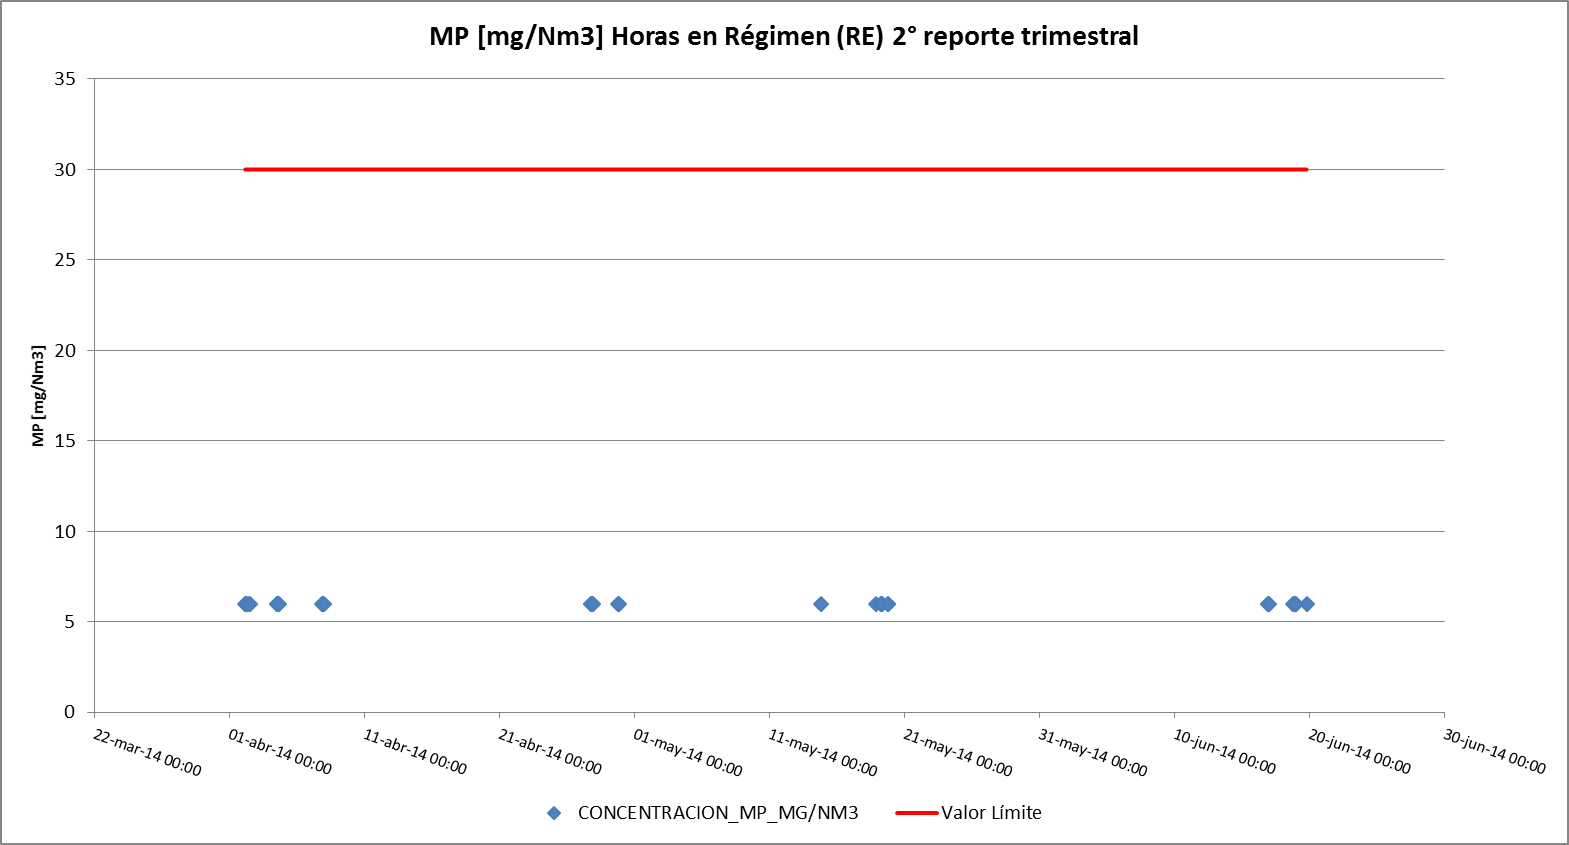 MP [mg/Nm3] Horas en Régimen (RE) 2° reporte trimestral
35
30
25
20
15
10
5
0
MP [mg/Nm3]
22-mar-14 00:00
01-abr-14 00:00
11-abr-14 00:00
21-abr-14 00:00
01-may-14 00:00
11-may-14 00:00
21-may-14 00:00
31-may-14 00:00
10-jun-14 00:00
20-jun-14 00:00
30-jun-14 00:00
CONCENTRACION_MP_MG/NM3
Valor Límite